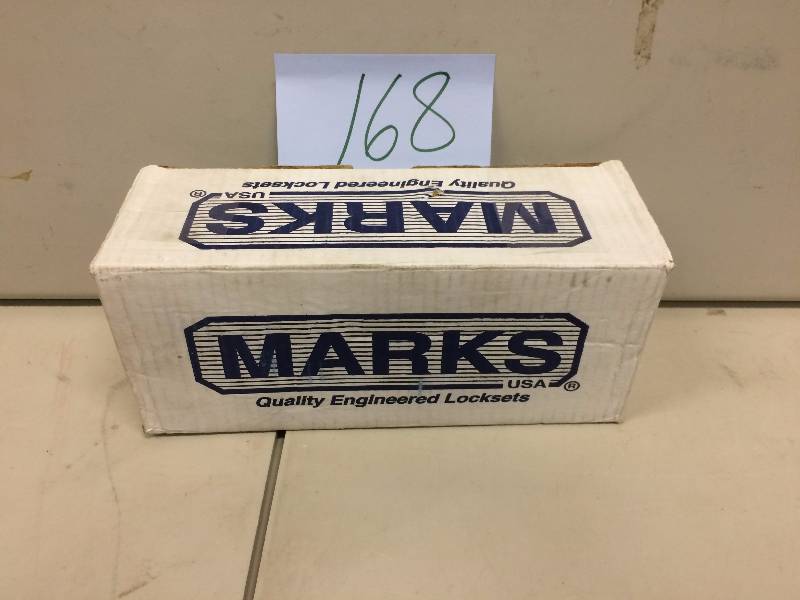 168
Quality Engineered Locksets
USA ®
MARKS
MARKS
USA ®
Quality Engineered Locksets